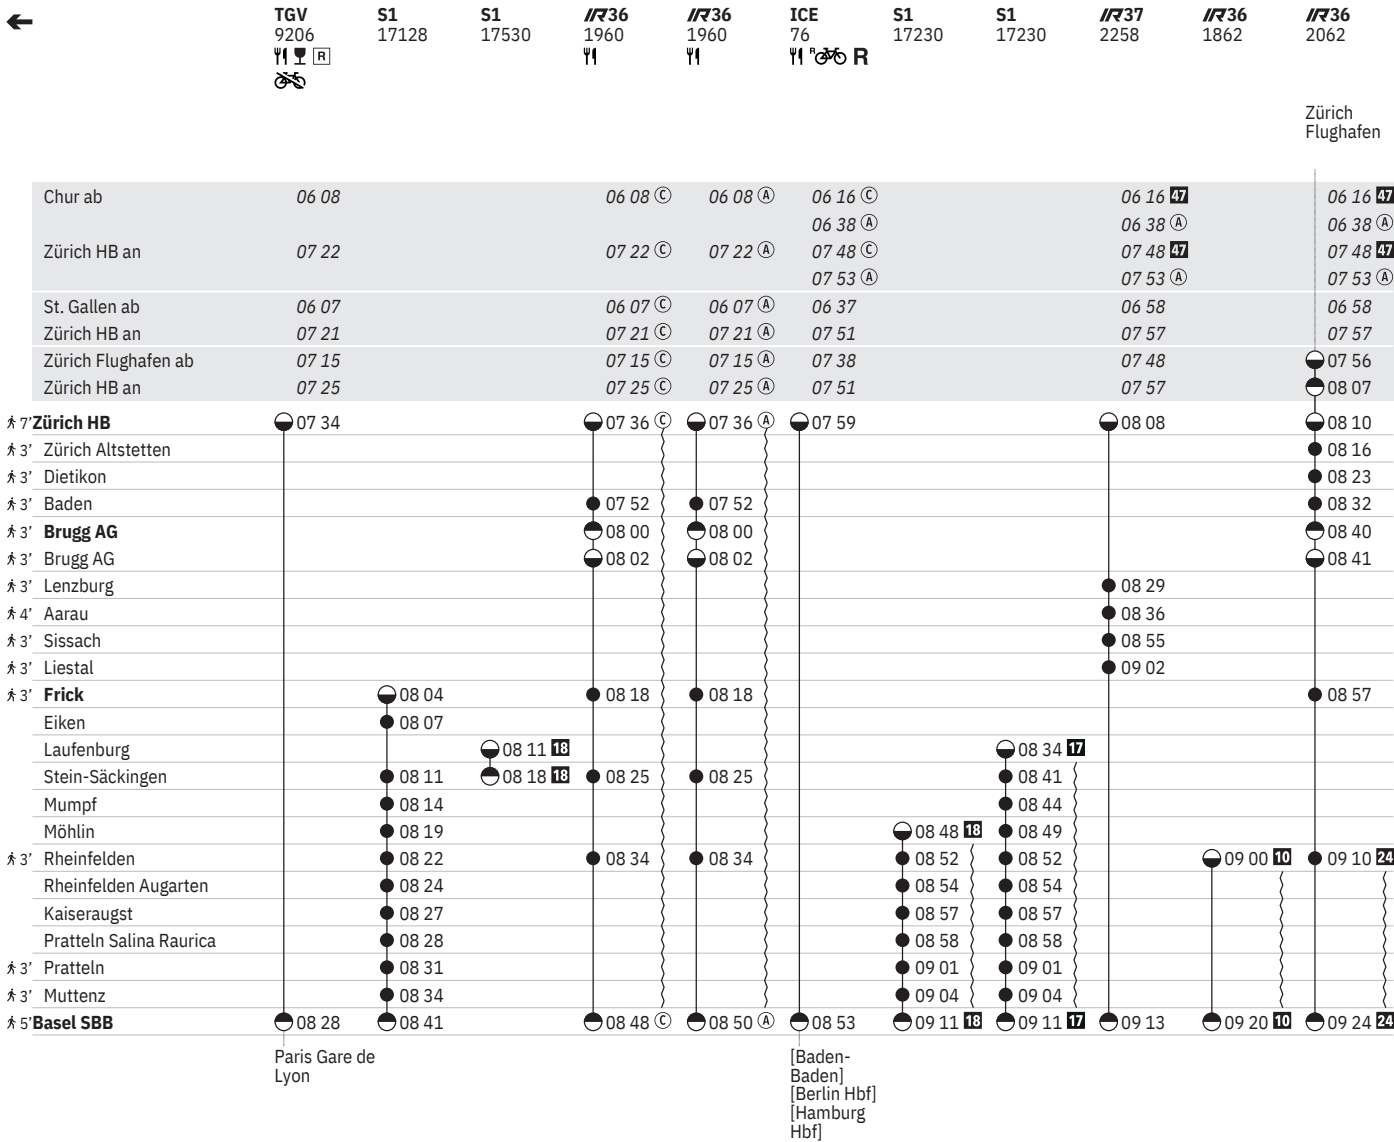 TGV S1 S1 IR36 IR36 ICE S1 S1 IR37 IR36 IR36
9206 17128 17530 1960 1960 76 17230 17230 2258 1862 2062
R R R
Zürich
Flughafen
Chur ab 06 08 06 08 C 06 08 A 06 16 C 06 16 47 06 16 47
06 38 A 06 38 A 06 38 A
Zürich HB an 07 22 07 22 C 07 22 A 07 48 C 07 48 47 07 48 47
07 53 A 07 53 A 07 53 A
St. Gallen ab 06 07 06 07 C 06 07 A 06 37 06 58 06 58
Zürich HB an 07 21 07 21 C 07 21 A 07 51 07 57 07 57
Zürich Flughafen ab 07 15 07 15 C 07 15 A 07 38 07 48 07 56
Zürich HB an 07 25 07 25 C 07 25 A 07 51 07 57 08 07
7’ Zürich HB 07 34 07 36 C 07 36 A 07 59 08 08 08 10
3’ Zürich Altstetten 08 16
3’ Dietikon 08 23
3’ Baden 07 52 07 52 08 32
3’ Brugg AG 08 00 08 00 08 40
3’ Brugg AG 08 02 08 02 08 41
3’ Lenzburg 08 29
4’ Aarau 08 36
3’ Sissach 08 55
3’ Liestal 09 02
3’ Frick 08 04 08 18 08 18 08 57
Eiken 08 07
Laufenburg 08 11 18 08 34 17
Stein-Säckingen 08 11 08 18 18 08 25 08 25 08 41
Mumpf 08 14 08 44
Möhlin 08 19 08 48 18 08 49
3’ Rheinfelden 08 22 08 34 08 34 08 52 08 52 09 00 10 09 10 24
Rheinfelden Augarten 08 24 08 54 08 54
Kaiseraugst 08 27 08 57 08 57
Pratteln Salina Raurica 08 28 08 58 08 58
3’ Pratteln 08 31 09 01 09 01
3’ Muttenz 08 34 09 04 09 04
5’ Basel SBB 08 28 08 41 08 48 C 08 50 A 08 53 09 11 18 09 11 17 09 13 09 20 10 09 24 24
Paris Gare de
Lyon
[Baden-
Baden]
[Berlin Hbf]
[Hamburg
Hbf]